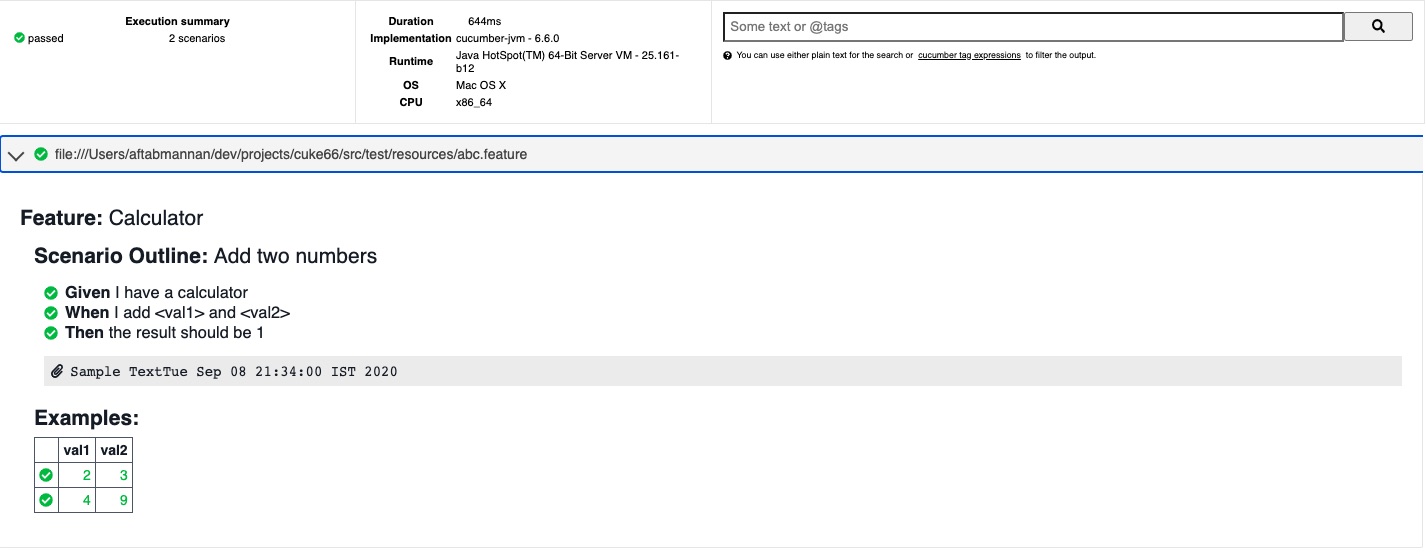 Execution summary
passed 2 scenarios
Duration 644ms
Implementation cucumber-jvm - 6.6.0
Runtime Java HotSpot(TM) 64-Bit Server VM - 25.161-
b12
OS Mac OS X
CPU x86_64
Some text or @tags
You can use either plain text for the search or cucumber tag expressions to filter the output.
file:///Users/aftabmannan/dev/projects/cuke66/src/test/resources/abc.feature
Feature: Calculator
Scenario Outline: Add two numbers
Given I have a calculator
When I add <val1> and <val2>
Then the result should be 1
Sample TextTue Sep 08 21:34:00 IST 2020
Examples:
val1 val2
2 3
4 9